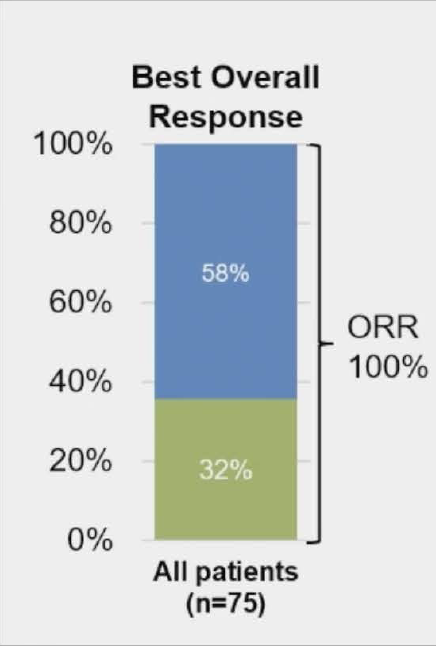 Best Overall
Response
100%
80%
60%
40%
20%
0%
58%
32%
ORR
100%
All patients
(n=75)